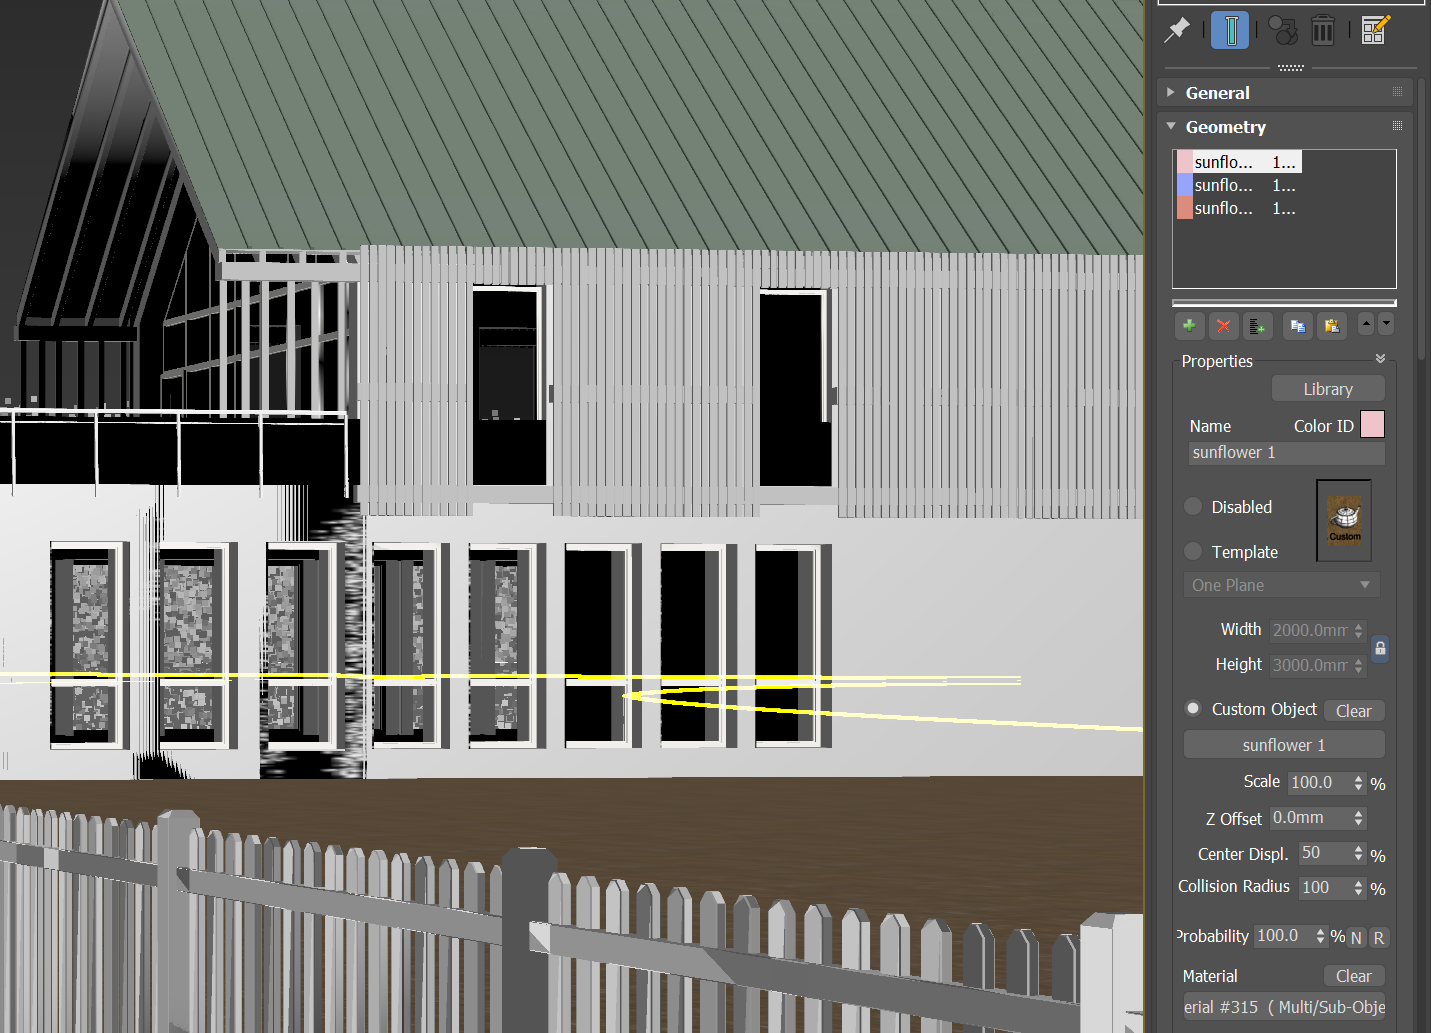 General
Geometry
sunflo... 1...
sunflo... 1...
sunflo... 1...
Properties
Library
Name Color ID
sunflower 1
Disabled
Custom
Template
One Plane
Width 2000.0mm
Height 3000.0mm
Custom Object Clear
sunflower 1
Scale 100.0 %
Z Offset 0.0mm
Center Displ. 50 %
Collision Radius 100 %
Probability 100.0 % N R
Material Clear
erial #315 ( Multi/Sub-Obje